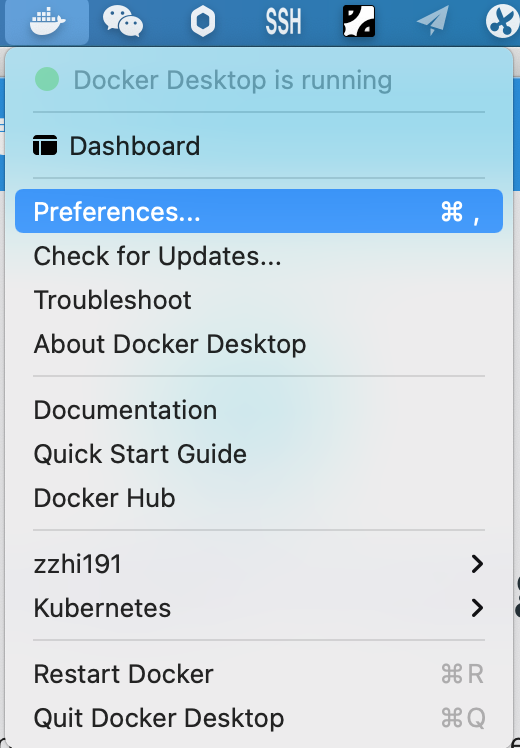 SSH
Docker Desktop is running
Dashboard
Preferences... ⌘ ,
Check for Updates...
Troubleshoot
About Docker Desktop
Documentation
Quick Start Guide
Docker Hub
zzhi191
Kubernetes
Restart Docker ⌘R
Quit Docker Desktop ⌘Q